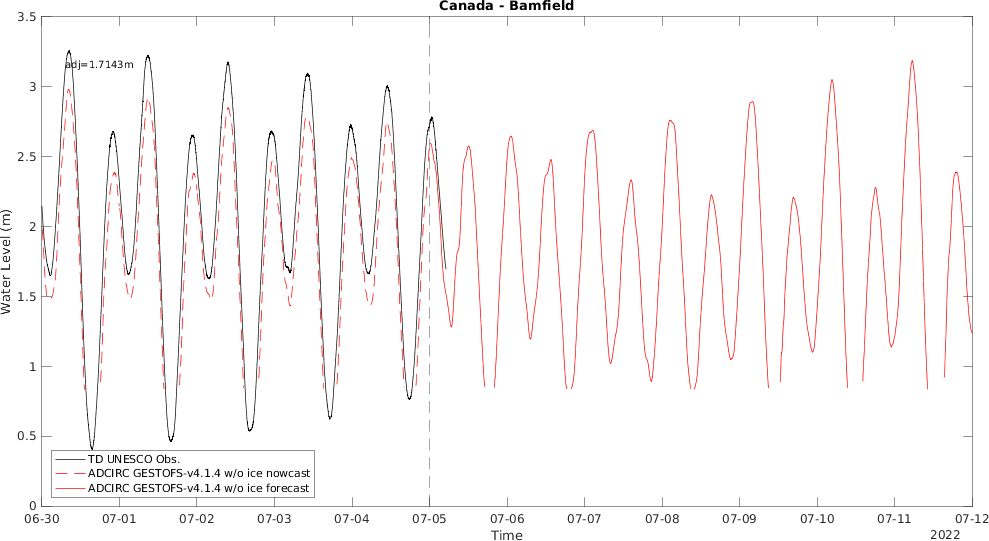 Canada - Bamfield
3.5
3
2.5
2
1.5
1
0.5
0
Water Level (m)
adj=1.7143m
TD UNESCO Obs.
ADCIRC GESTOFS-v4.1.4 w/o ice nowcast
ADCIRC GESTOFS-v4.1.4 w/o ice forecast
06-30 07-01 07-02 07-03 07-04 07-05 07-06 07-07 07-08 07-09 07-10 07-11 07-12
Time
2022